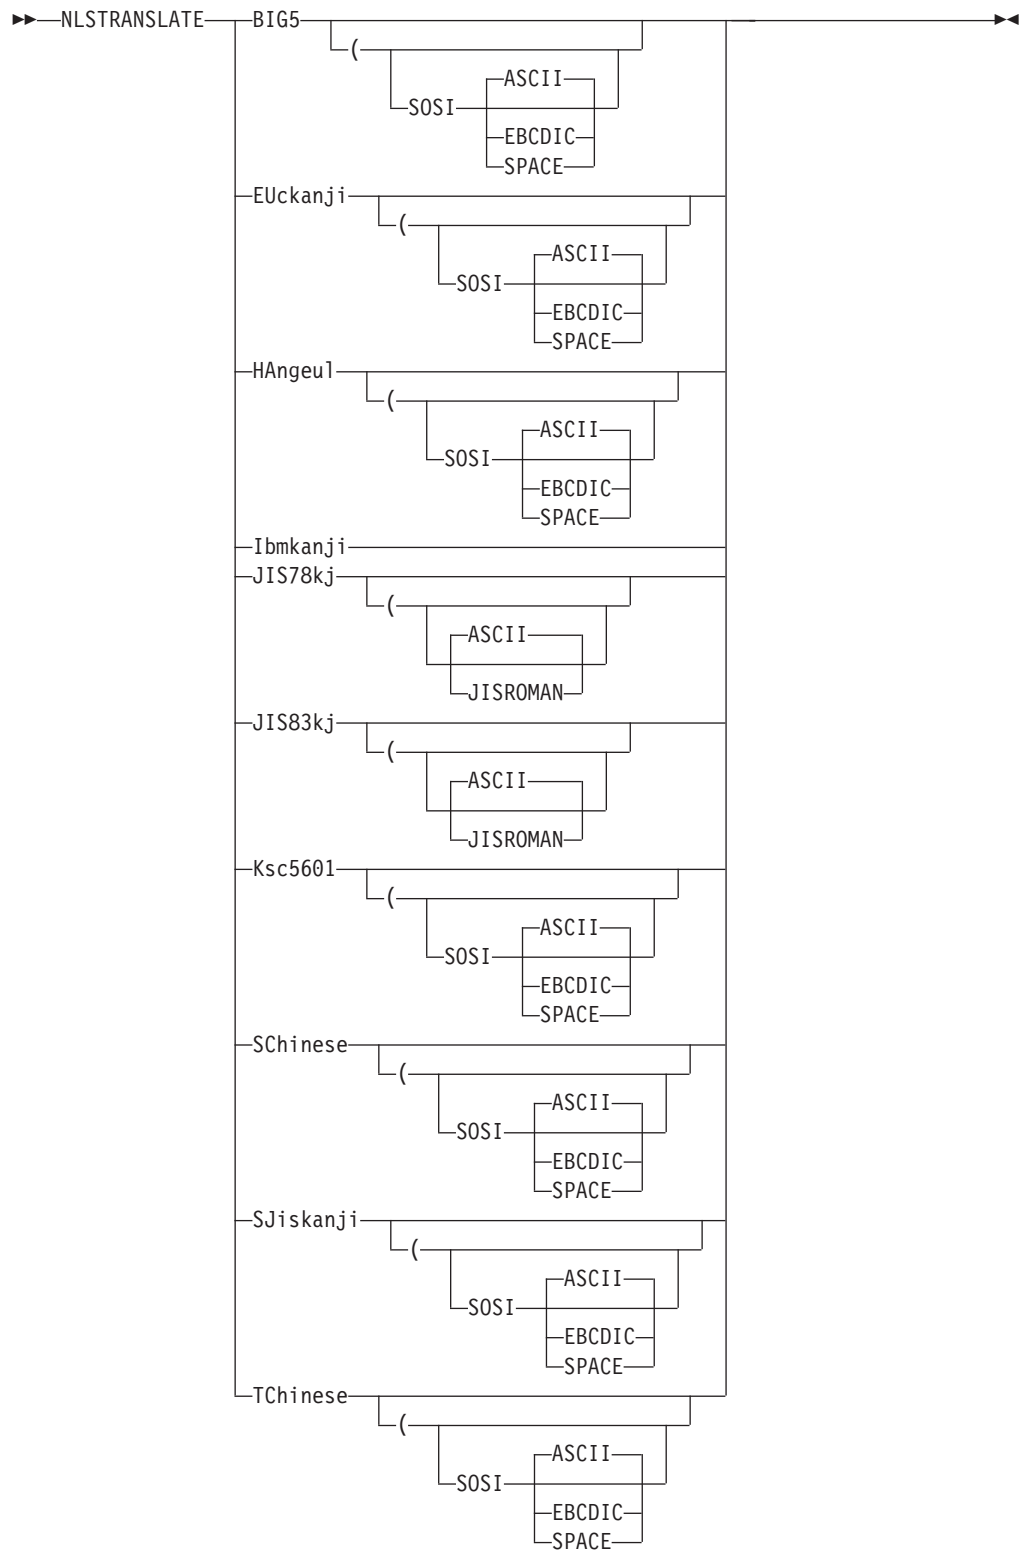 NLSTRANSLATE BIG5
(
ASCII
SOSI
EBCDIC
SPACE
EUckanji
(
ASCII
SOSI
EBCDIC
SPACE
HAngeul
(
ASCII
SOSI
EBCDIC
SPACE
Ibmkanji
JIS78kj
(
ASCII
JISROMAN
JIS83kj
(
ASCII
JISROMAN
Ksc5601
(
ASCII
SOSI
EBCDIC
SPACE
SChinese
(
ASCII
SOSI
EBCDIC
SPACE
SJiskanji
(
ASCII
SOSI
EBCDIC
SPACE
TChinese
(
ASCII
SOSI
EBCDIC
SPACE